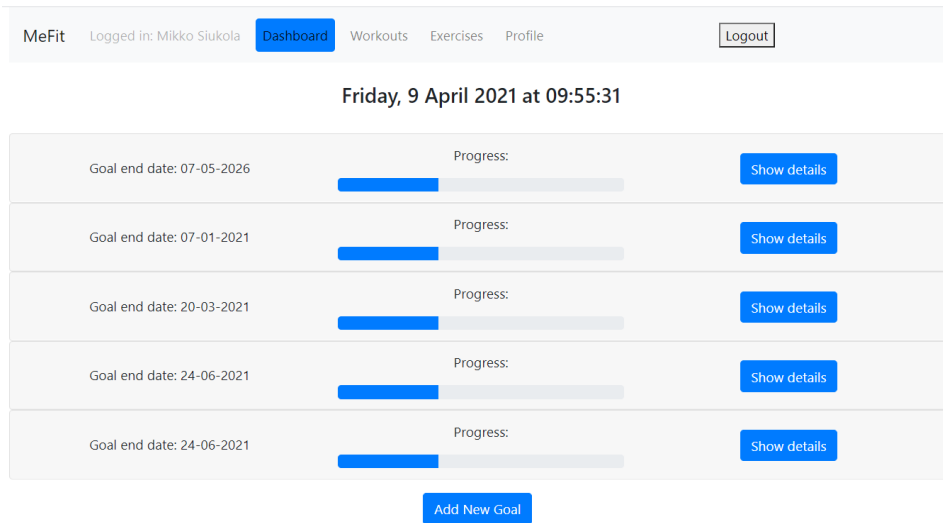 MeFit Logged in: Mikko Siukola Dashboard Workouts Exercises Profile Logout
Friday, 9 April 2021 at 09:55:31
Progress:
Goal end date: 07-05-2026 Show details
Progress:
Goal end date: 07-01-2021 Show details
Progress:
Goal end date: 20-03-2021 Show details
Progress:
Goal end date: 24-06-2021 Show details
Progress:
Goal end date: 24-06-2021 Show details
Add New Goal